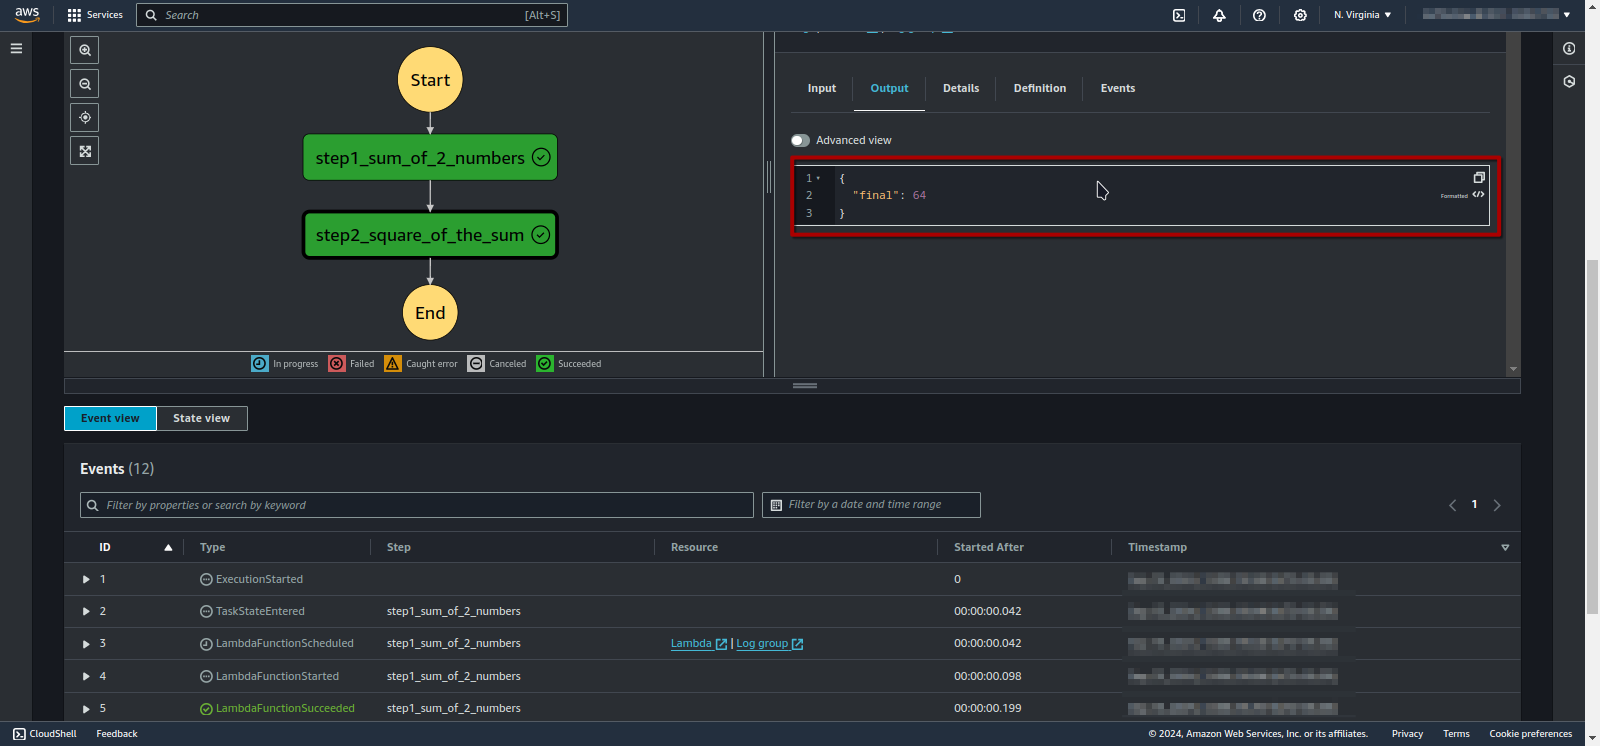 aws
Services
Search
[Alt+S]
N. Virginia
Start
step1_sum_of_2_numbers
step2_square_of_the_sum
End
In progress
Failed
Caught error
Canceled
Succeeded
Input
Output
Details
Definition
Events
Advanced view
1
{
2
"final": 64
3
}
Formatted
Event view
State view
Events (12)
Filter by properties or search by keyword
Filter by a date and time range
1
ID Type Step Resource Started After Timestamp
1 ExecutionStarted 0
2 TaskStateEntered step1_sum_of_2_numbers 00:00:00.042
3 LambdaFunctionScheduled step1_sum_of_2_numbers Lambda | Log group 00:00:00.042
4 LambdaFunctionStarted step1_sum_of_2_numbers 00:00:00.098
5 LambdaFunctionSucceeded step1_sum_of_2_numbers 00:00:00.199
CloudShell
Feedback
© 2024, Amazon Web Services, Inc. or its affiliates.
Privacy
Terms
Cookie preferences